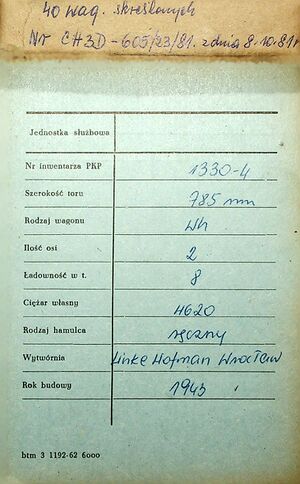 40 wag. skreślonych
Nr CH3D-605/23/81. z dnia 8.10.81r
Jednostka służbowa
Nr inwentarza PKP 1330-4
Szerokość toru 785 mm
Rodzaj wagonu Wh
Ilość osi 2
Ładowność w t. 8
Ciężar własny 4620
Rodzaj hamulca ręczny
Wytwórnia Linke Hofman Wrocław
Rok budowy 1943
btm 3 1192-62 6000